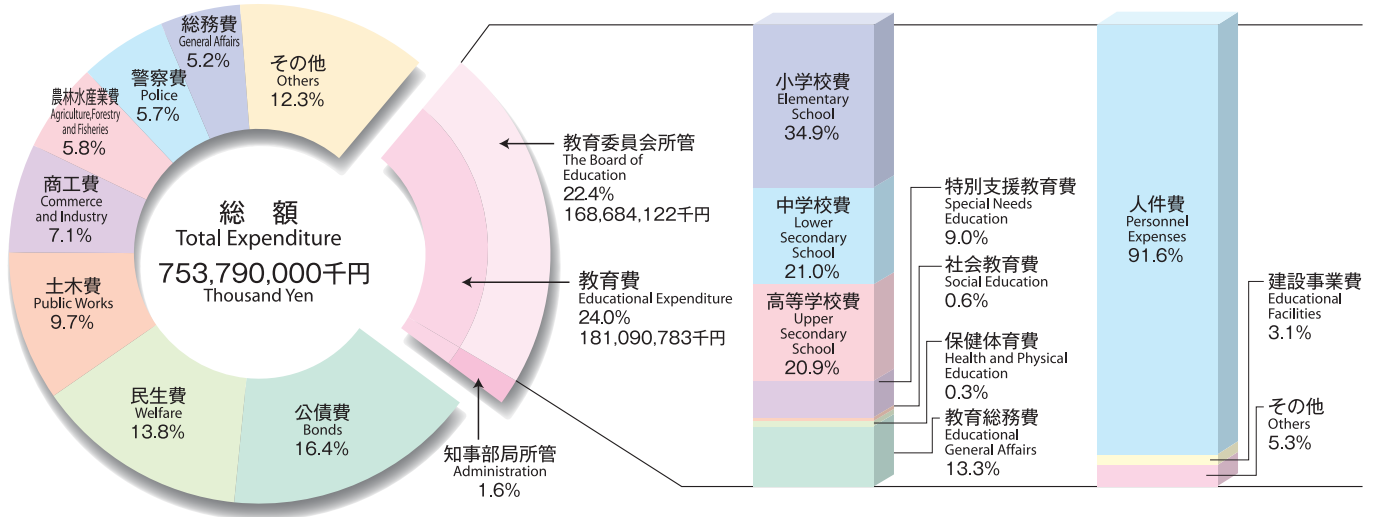 総務費
General Affairs
5.2%
その他
Others
12.3%
警察費
Police
5.7%
農林水産業費
Agriculture,Forestry
and Fisheries
5.8%
商工費
Commerce
and Industry
7.1%
土木費
Public Works
9.7%
民生費
Welfare
13.8%
公債費
Bonds
16.4%
総 額
Total Expenditure
753,790,000千円
Thousand Yen
教育委員会所管
The Board of
Education
22.4%
168,684,122千円
教育費
Educational Expenditure
24.0%
181,090,783千円
知事部局所管
Administration
1.6%
小学校費
Elementary
School
34.9%
中学校費
Lower
Secondary
School
21.0%
高等学校費
Upper
Secondary
School
20.9%
特別支援教育費
Special Needs
Education
9.0%
社会教育費
Social Education
0.6%
保健体育費
Health and Physical
Education
0.3%
教育総務費
Educational
General Affairs
13.3%
人件費
Personnel
Expenses
91.6%
建設事業費
Educational
Facilities
3.1%
その他
Others
5.3%